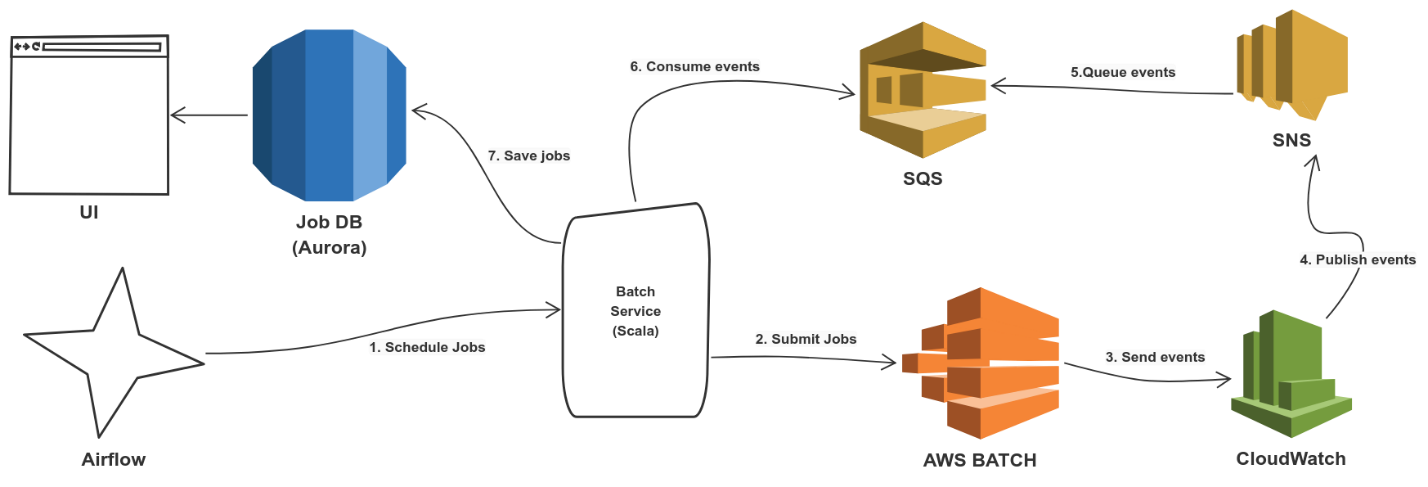 6. Consume events
5.Queue events
SNS
7. Save jobs
SQS
UI
Job DB
(Aurora)
4. Publish events
Batch
Service
(Scala)
1. Schedule Jobs
2. Submit Jobs
3. Send events
Airflow
AWS BATCH
CloudWatch